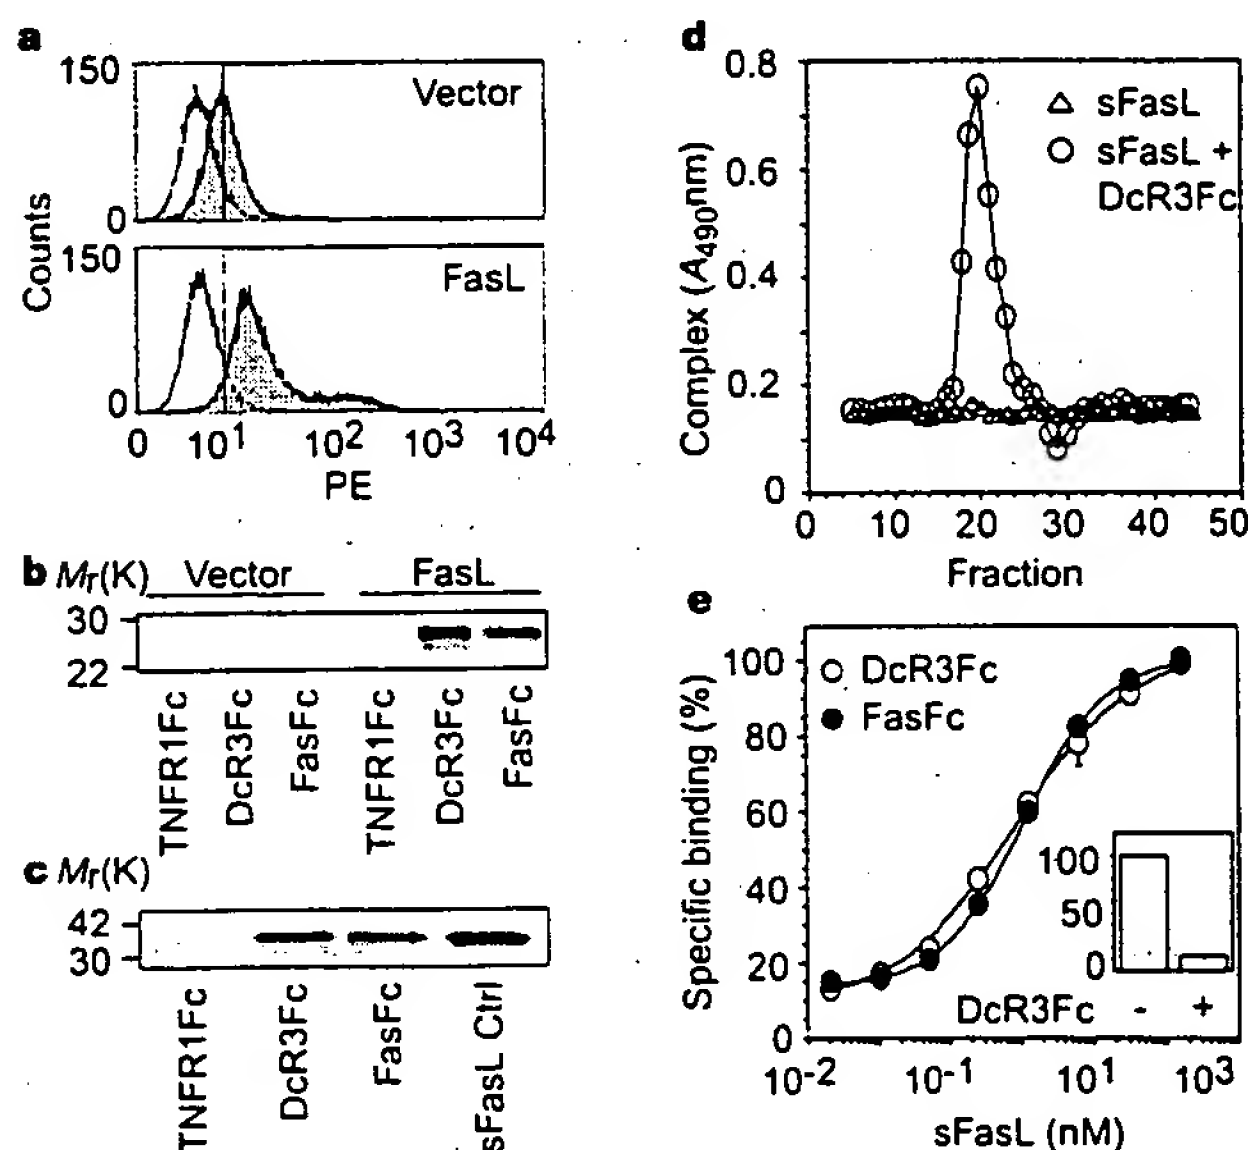 a
150
Vector
0
150
FasL
0
Counts
0 10¹ 10² 10³ 10⁴
PE
b Mr(K) Vector FasL
30
22
TNFR1Fc DcR3Fc FasFc TNFR1Fc DcR3Fc FasFc
c Mr(K)
42
30
TNFR1Fc DcR3Fc FasFc sFasL Ctrl
d
0.8
0.6
0.4
0.2
0
Complex (A490nm)
sFasL
sFasL +
DcR3Fc
0 10 20 30 40 50
Fraction
e
100
80
60
40
20
0
Specific binding (%)
DcR3Fc
FasFc
100
50
0
DcR3Fc - +
10-2 10-1 10¹ 10³
sFasL (nM)